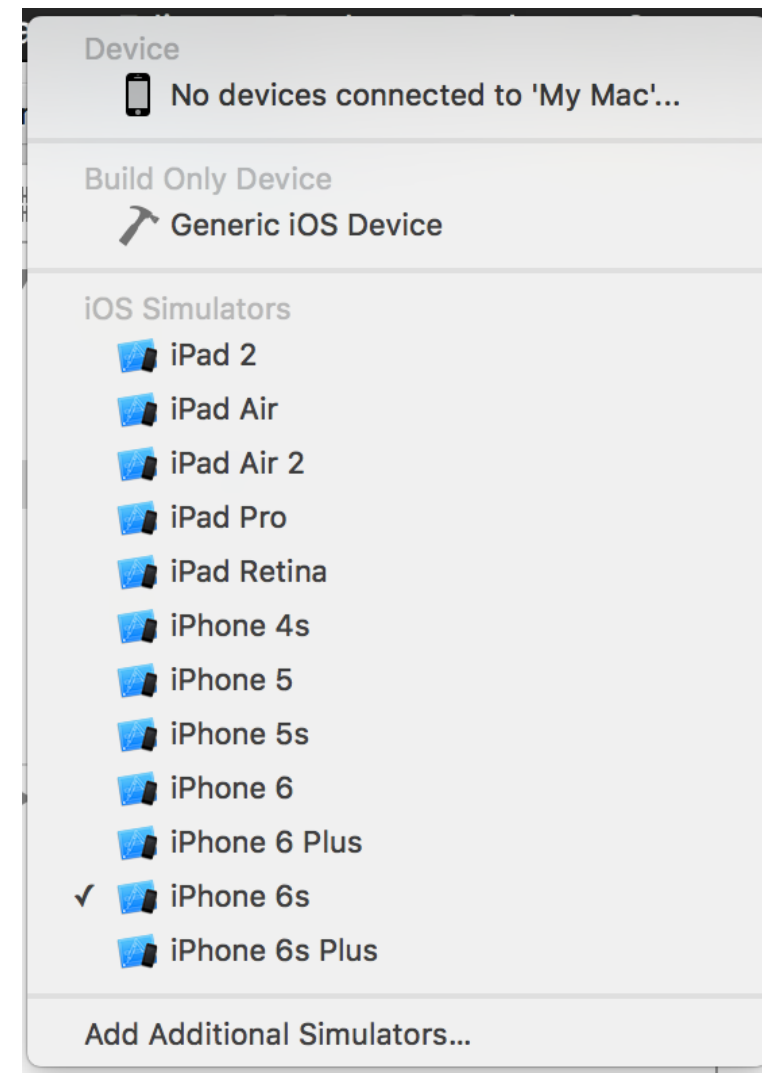 Device
No devices connected to 'My Mac'...
Build Only Device
Generic iOS Device
iOS Simulators
iPad 2
iPad Air
iPad Air 2
iPad Pro
iPad Retina
iPhone 4s
iPhone 5
iPhone 5s
iPhone 6
iPhone 6 Plus
✓ iPhone 6s
iPhone 6s Plus
Add Additional Simulators...